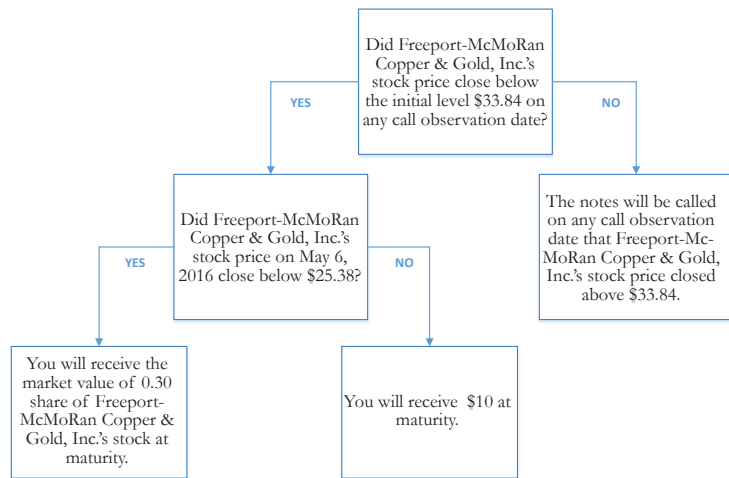 Did Freeport-McMoRan
Copper & Gold, Inc.'s
stock price close below
the initial level $33.84 on
any call observation date?
YES
NO
Did Freeport-McMoRan
Copper & Gold, Inc.'s
stock price on May 6,
2016 close below $25.38?
The notes will be called
on any call observation
date that Freeport-Mc-
MoRan Copper & Gold,
Inc.'s stock price closed
above $33.84.
YES
NO
You will receive the
market value of 0.30
share of Freeport-
McMoRan Copper &
Gold, Inc.'s stock at
maturity.
You will receive $10 at
maturity.